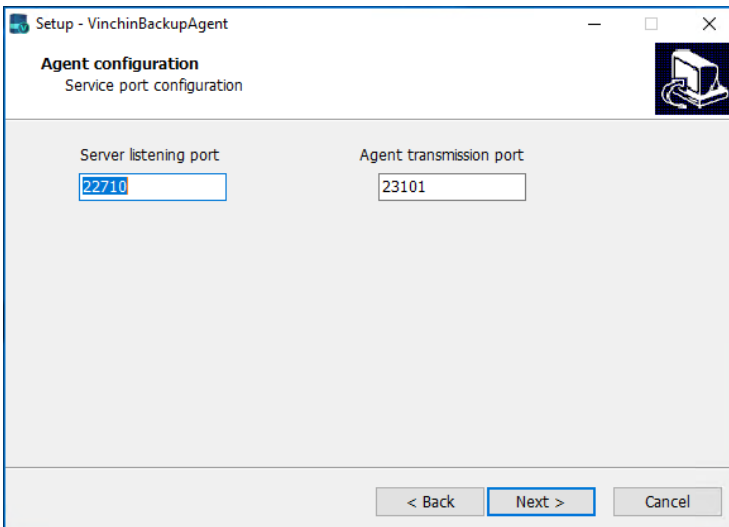 Setup - VinchinBackupAgent
Agent configuration
Service port configuration
Server listening port
Agent transmission port
22710
23101
< Back
Next >
Cancel